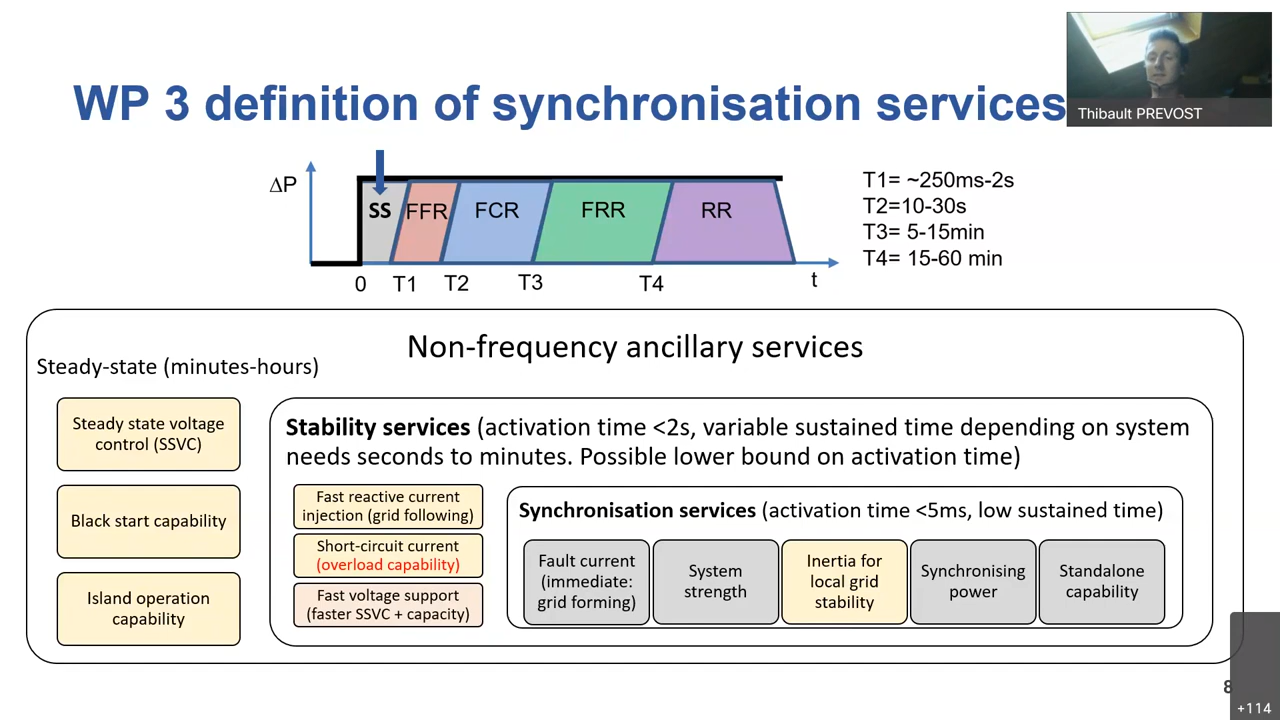 WP 3 definition of synchronisation services
Thibault PREVOST
ΔP
SS
FFR
FCR
FRR
RR
0
T1
T2
T3
T4
t
T1= ~250ms-2s
T2=10-30s
T3= 5-15min
T4= 15-60 min
Non-frequency ancillary services
Steady-state (minutes-hours)
Steady state voltage
control (SSVC)
Black start capability
Island operation
capability
Stability services (activation time <2s, variable sustained time depending on system
needs seconds to minutes. Possible lower bound on activation time)
Fast reactive current
injection (grid following)
Short-circuit current
(overload capability)
Fast voltage support
(faster SSVC + capacity)
Synchronisation services (activation time <5ms, low sustained time)
Fault current
(immediate:
grid forming)
System
strength
Inertia for
local grid
stability
Synchronising
power
Standalone
capability
8
+114